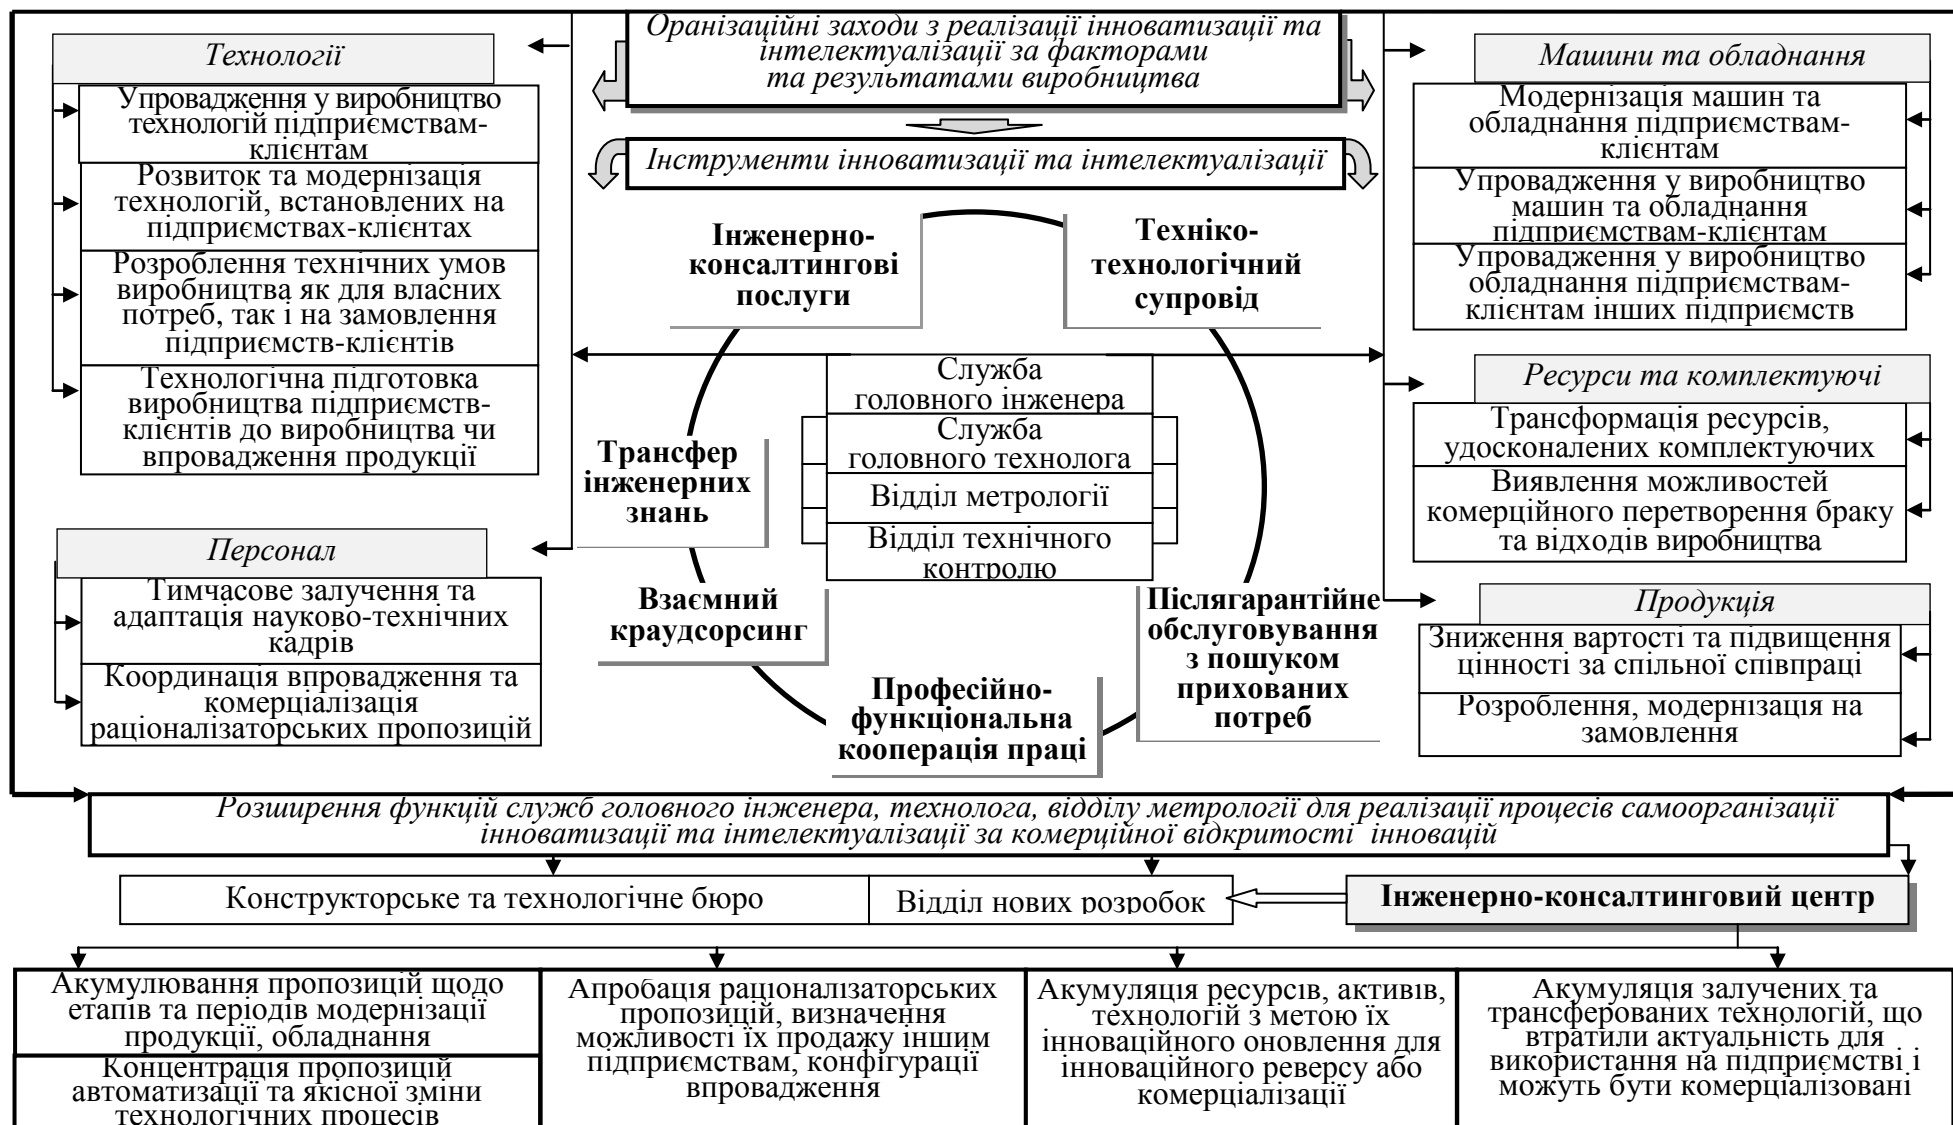 Оранізаційні заходи з реалізації інноватизації та
інтелектуалізації за факторами
та результатами виробництва
Інструменти інноватизації та інтелектуалізації
Технології
Упровадження у виробництво
технологій підприємствам-
клієнтам
Розвиток та модернізація
технологій, встановлених на
підприємствах-клієнтах
Розроблення технічних умов
виробництва як для власних
потреб, так і на замовлення
підприємств-клієнтів
Технологічна підготовка
виробництва підприємств-
клієнтів до виробництва чи
впровадження продукції
Персонал
Тимчасове залучення та
адаптація науково-технічних
кадрів
Координація впровадження та
комерціалізація
раціоналізаторських пропозицій
Інженерно-
консалтингові
послуги
Техніко-
технологічний
супровід
Трансфер
інженерних
знань
Служба
головного інженера
Служба
головного технолога
Відділ метрології
Відділ технічного
контролю
Взаємний
краудсорсинг
Професійно-
функціональна
кооперація праці
Післягарантійне
обслуговування
з пошуком
прихованих
потреб
Машини та обладнання
Модернізація машин та
обладнання підприємствам-
клієнтам
Упровадження у виробництво
машин та обладнання
підприємствам-клієнтам
Упровадження у виробництво
обладнання підприємствам-
клієнтам інших підприємств
Ресурси та комплектуючі
Трансформація ресурсів,
удосконалених комплектуючих
Виявлення можливостей
комерційного перетворення браку
та відходів виробництва
Продукція
Зниження вартості та підвищення
цінності за спільної співпраці
Розроблення, модернізація на
замовлення
Розширення функцій служб головного інженера, технолога, відділу метрології для реалізації процесів самоорганізації
інноватизації та інтелектуалізації за комерційної відкритості інновацій
Конструкторське та технологічне бюро
Відділ нових розробок
Інженерно-консалтинговий центр
Акумулювання пропозицій щодо
етапів та періодів модернізації
продукції, обладнання
Концентрація пропозицій
автоматизації та якісної зміни
технологічних процесів
Апробація раціоналізаторських
пропозицій, визначення
можливості їх продажу іншим
підприємствам, конфігурації
впровадження
Акумуляція ресурсів, активів,
технологій з метою їх
інноваційного оновлення для
інноваційного реверсу або
комерціалізації
Акумуляція залучених та
трансферованих технологій, що
втратили актуальність для
використання на підприємстві і
можуть бути комерціалізовані